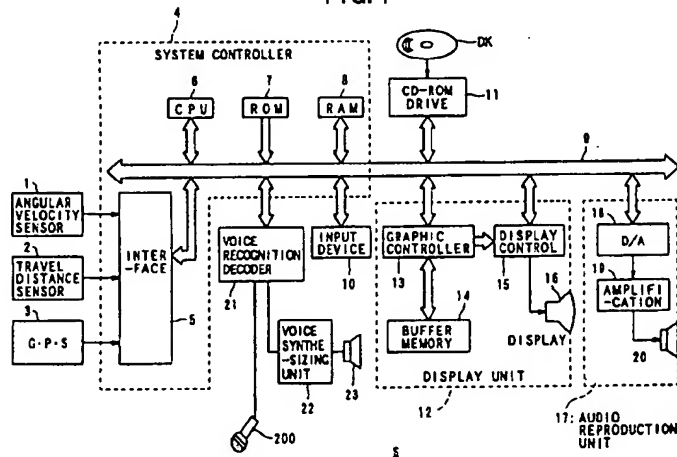 FIG. 1
4
SYSTEM CONTROLLER
DK
6
7
8
CPU
ROM
RAM
CD-ROM
DRIVE
11
9
1
ANGULAR
VELOCITY
SENSOR
2
TRAVEL
DISTANCE
SENSOR
3
G·P·S
INTER
-FACE
5
VOICE
RECOGNITION
DECODER
21
INPUT
DEVICE
10
GRAPHIC
CONTROLLER
13
DISPLAY
CONTROL
15
18
D/A
19
AMPLIFI
-CATION
20
14
BUFFER
MEMORY
16
DISPLAY
VOICE
SYNTHE
-SIZING
UNIT
22
23
200
DISPLAY UNIT
12
17: AUDIO
REPRODUCTION
UNIT
S